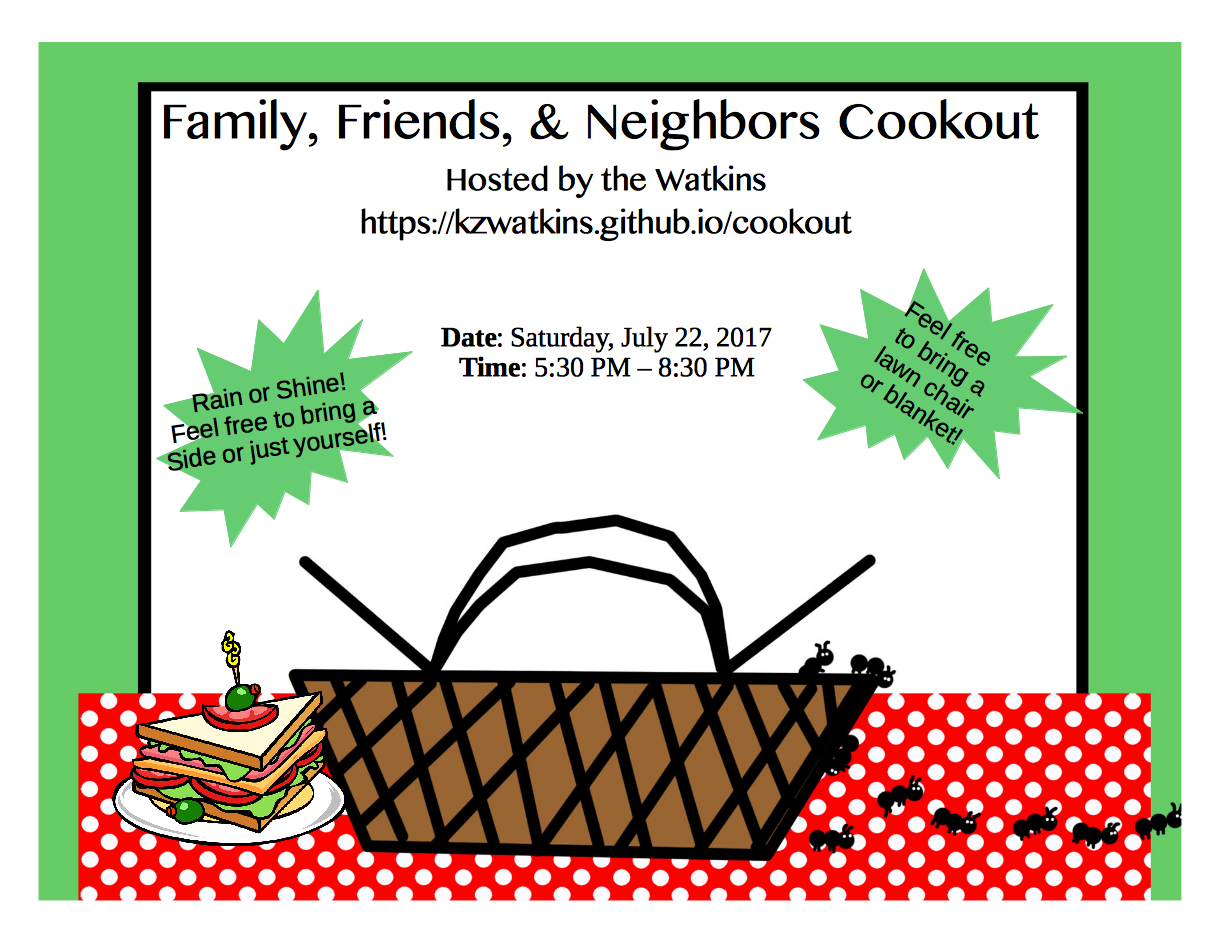 Family, Friends, & Neighbors Cookout
Hosted by the Watkins
https://kzwatkins.github.io/cookout
Date: Saturday, July 22, 2017
Time: 5:30 PM – 8:30 PM
Rain or Shine!
Feel free to bring a
Side or just yourself!
Feel free
to bring a
lawn chair
or blanket!